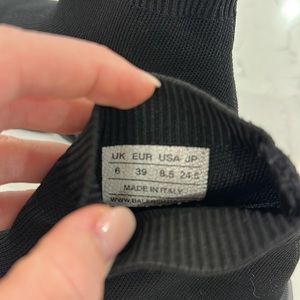 UK EUR USA JP
6 39 8.5 24.5
MADE IN ITALY